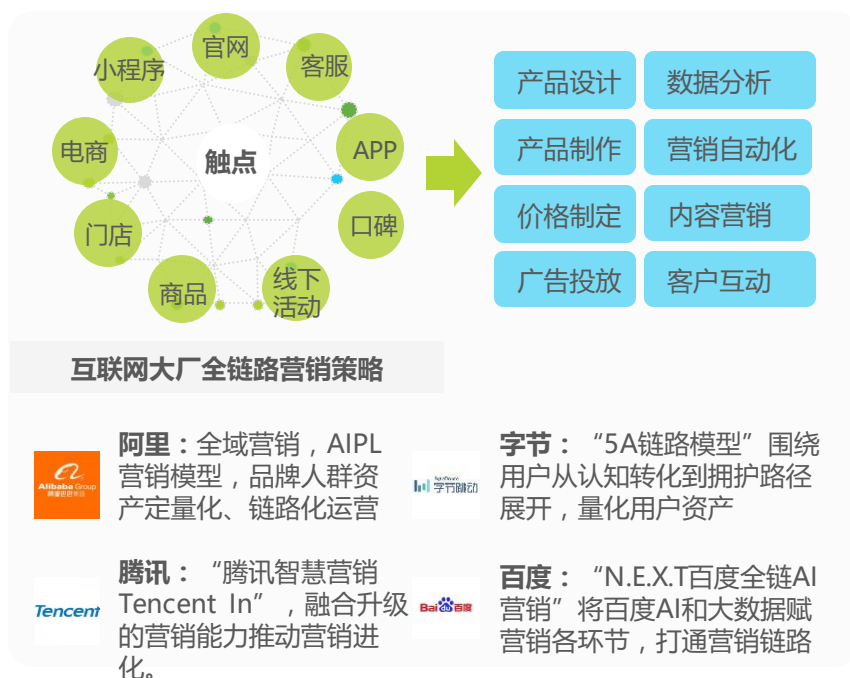 官网
小程序
客服
电商
触点
APP
门店
口碑
商品
线下
活动
产品设计
数据分析
产品制作
营销自动化
价格制定
内容营销
广告投放
客户互动
互联网大厂全链路营销策略
Alibaba Group
阿里巴巴集团
阿里：全域营销，AIPL
营销模型，品牌人群资
产定量化、链路化运营
字节跳动
字节：“5A链路模型”围绕
用户从认知转化到拥护路径
展开，量化用户资产
Tencent
腾讯：“腾讯智慧营销
Tencent In”，融合升级
的营销能力推动营销进
化。
Bai 百度
百度：“N.E.X.T百度全链AI
营销”将百度AI和大数据赋
营销各环节，打通营销链路